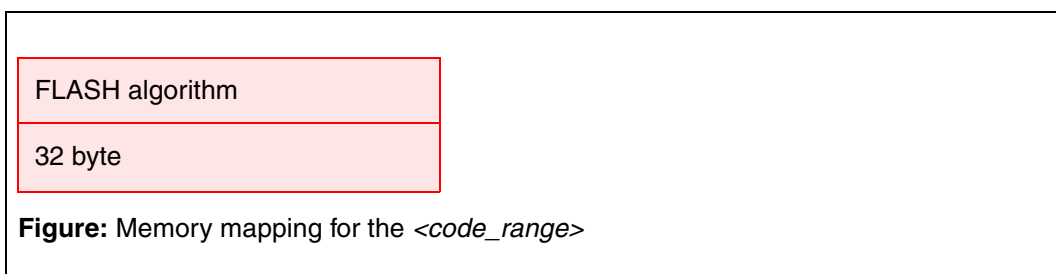 FLASH algorithm
32 byte
Figure: Memory mapping for the <code_range>